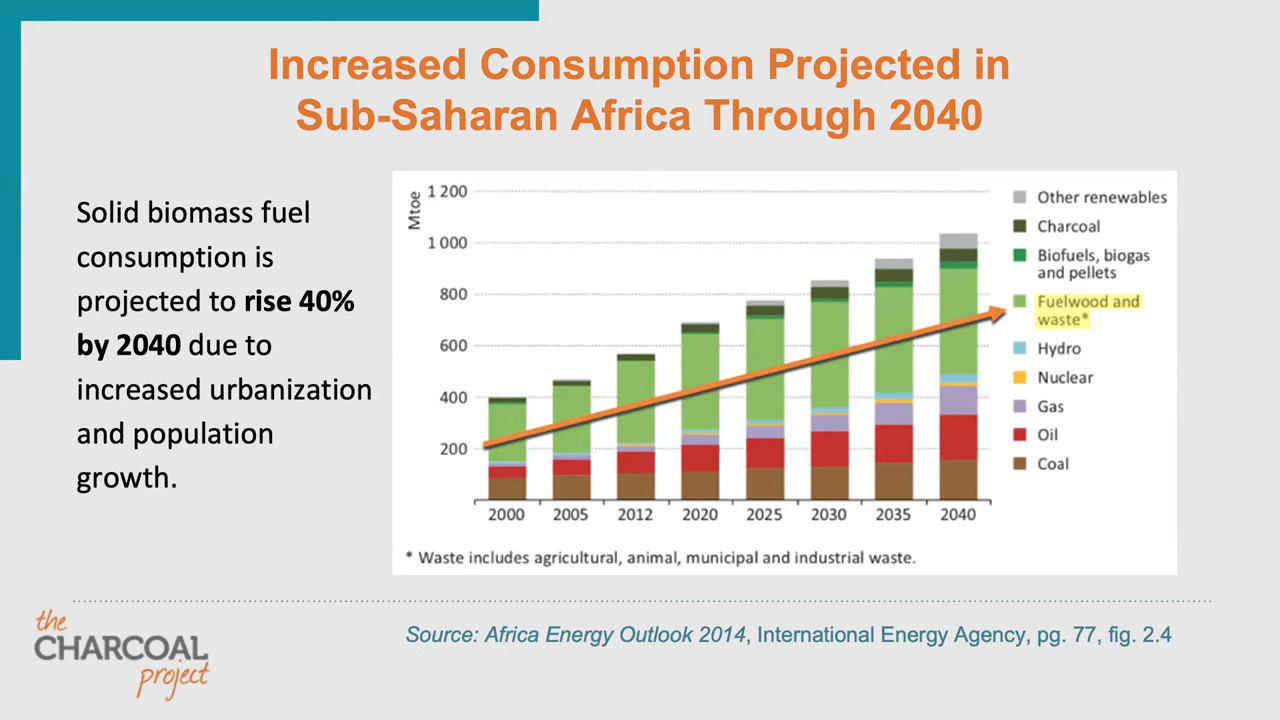 Increased Consumption Projected in
Sub-Saharan Africa Through 2040
Solid biomass fuel
consumption is
projected to rise 40%
by 2040 due to
increased urbanization
and population
growth.
Mtoe
1 200
1 000
800
600
400
200
2000 2005 2012 2020 2025 2030 2035 2040
Other renewables
Charcoal
Biofuels, biogas
and pellets
Fuelwood and
waste*
Hydro
Nuclear
Gas
Oil
Coal
* Waste includes agricultural, animal, municipal and industrial waste.
the
CHARCOAL
project
Source: Africa Energy Outlook 2014, International Energy Agency, pg. 77, fig. 2.4